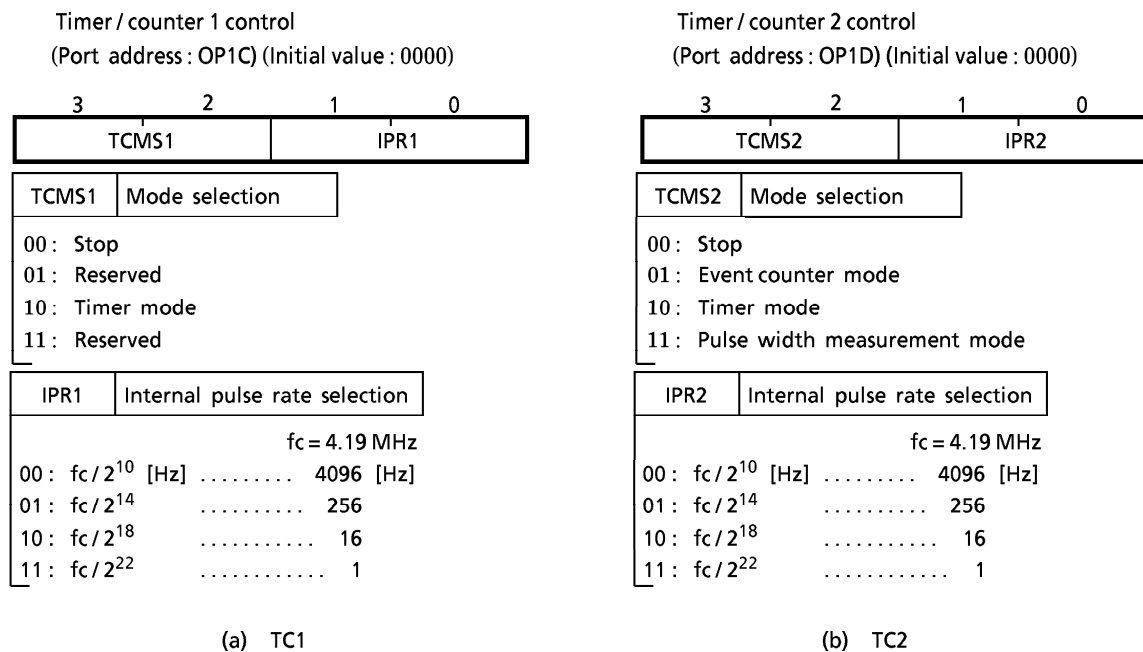 Timer / counter 1 control
(Port address : OP1C) (Initial value : 0000)
3 2 1 0
TCMS1 IPR1
TCMS1 Mode selection
00 : Stop
01 : Reserved
10 : Timer mode
11 : Reserved
IPR1 Internal pulse rate selection
fc = 4.19 MHz
00 : fc / 2^10 [Hz] ......... 4096 [Hz]
01 : fc / 2^14 .......... 256
10 : fc / 2^18 ........... 16
11 : fc / 2^22 ............ 1
(a) TC1
Timer / counter 2 control
(Port address : OP1D) (Initial value : 0000)
3 2 1 0
TCMS2 IPR2
TCMS2 Mode selection
00 : Stop
01 : Event counter mode
10 : Timer mode
11 : Pulse width measurement mode
IPR2 Internal pulse rate selection
fc = 4.19 MHz
00 : fc / 2^10 [Hz] ......... 4096 [Hz]
01 : fc / 2^14 .......... 256
10 : fc / 2^18 ........... 16
11 : fc / 2^22 ............ 1
(b) TC2